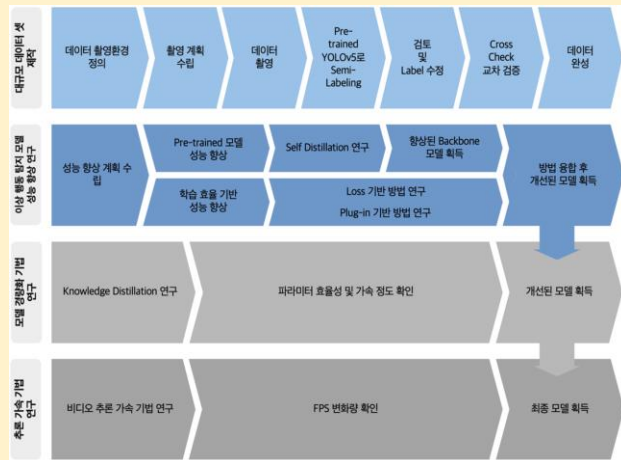 대규모 데이터 셋
제작
데이터 촬영환경
정의
촬영 계획
수립
데이터
촬영
Pre-
trained
YOLOv5로
Semi-
Labeling
검토
및
Label 수정
Cross
Check
교차 검증
데이터
완성
이상 행동 탐지 모델
성능 향상 연구
성능 향상 계획 수
립
Pre-trained 모델
성능 향상
Self Distillation 연구
향상된 Backbone
모델 획득
학습 효율 기반
성능 향상
Loss 기반 방법 연구
Plug-in 기반 방법 연구
방법 융합 후
개선된 모델 획득
모델 경량화 기법
연구
Knowledge Distillation 연구
파라미터 효율성 및 가속 정도 확인
개선된 모델 획득
추론 가속 기법
연구
비디오 추론 가속 기법 연구
FPS 변화량 확인
최종 모델 획득